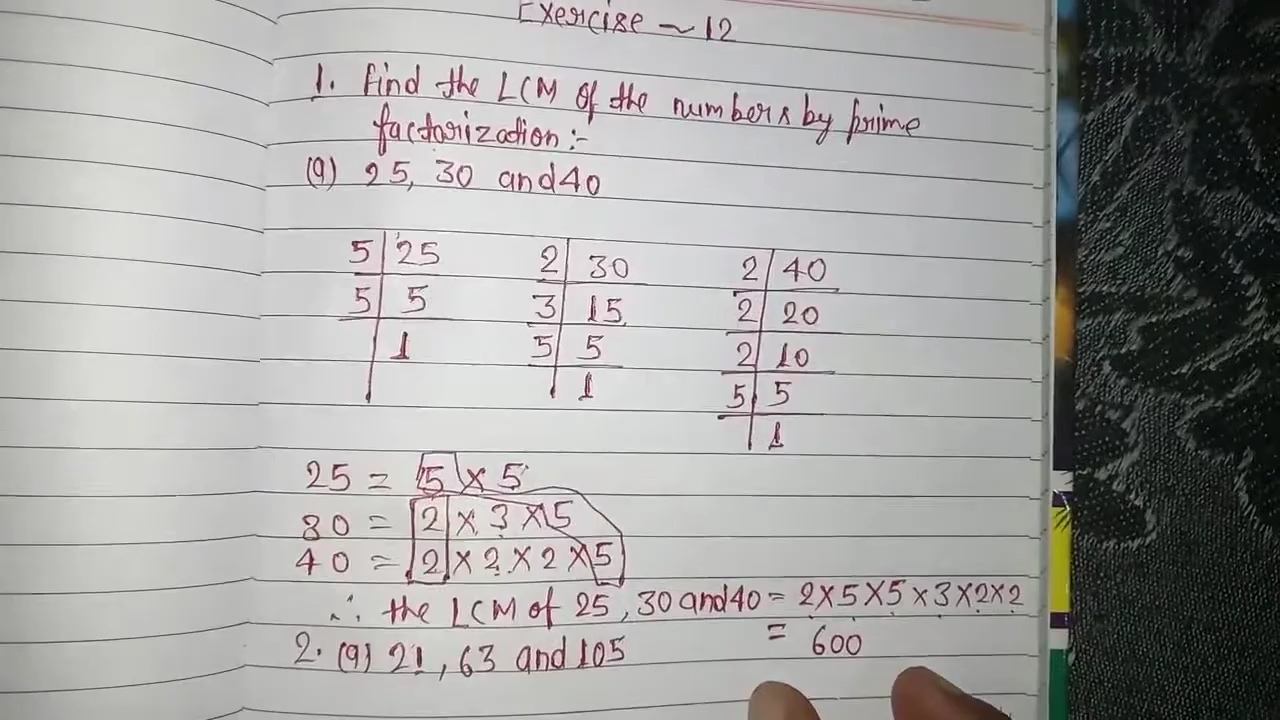 Exercise ~ 12
1. Find the LCM of the numbers by prime
factorization:-
(a) 25, 30 and 40
5 25 2 30 2 40
5 5 3 15 2 20
1 5 5 2 10
1 5 5
1
25 = 5 × 5
30 = 2 × 3 × 5
40 = 2 × 2 × 2 × 5
∴ the LCM of 25, 30 and 40 = 2×5×5×3×2×2
= 600
2. (a) 21, 63 and 105